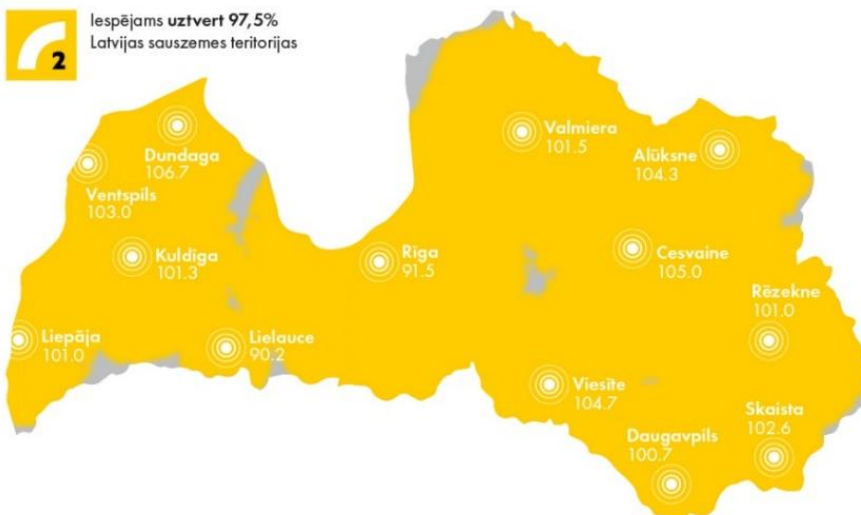 2
Iespējams uztvert 97,5%
Latvijas sauszemes teritorijas
Dundaga
106.7
Valmiera
101.5
Alūksne
104.3
Ventspils
103.0
Kuldīga
101.3
Rīga
91.5
Cesvaine
105.0
Rēzekne
101.0
Liepāja
101.0
Lielauce
90.2
Viesīte
104.7
Skaista
102.6
Daugavpils
100.7